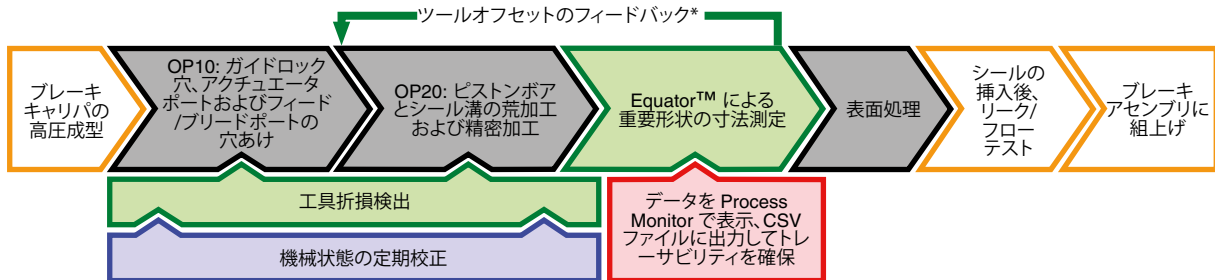 ツールオフセットのフィードバック*
ブレーキ
キャリパの
高圧成型
OP10: ガイドロック
穴、アクチュエータ
ポートおよびフィード
/ブリードポートの
穴あけ
OP20: ピストンボア
とシール溝の荒加工
および精密加工
Equator™ による
重要形状の寸法測定
表面処理
シールの
挿入後、
リーク/
フロー
テスト
ブレーキ
アセンブリに
組上げ
工具折損検出
機械状態の定期校正
データを Process
Monitor で表示、CSV
ファイルに出力してトレ
ーサビリティを確保